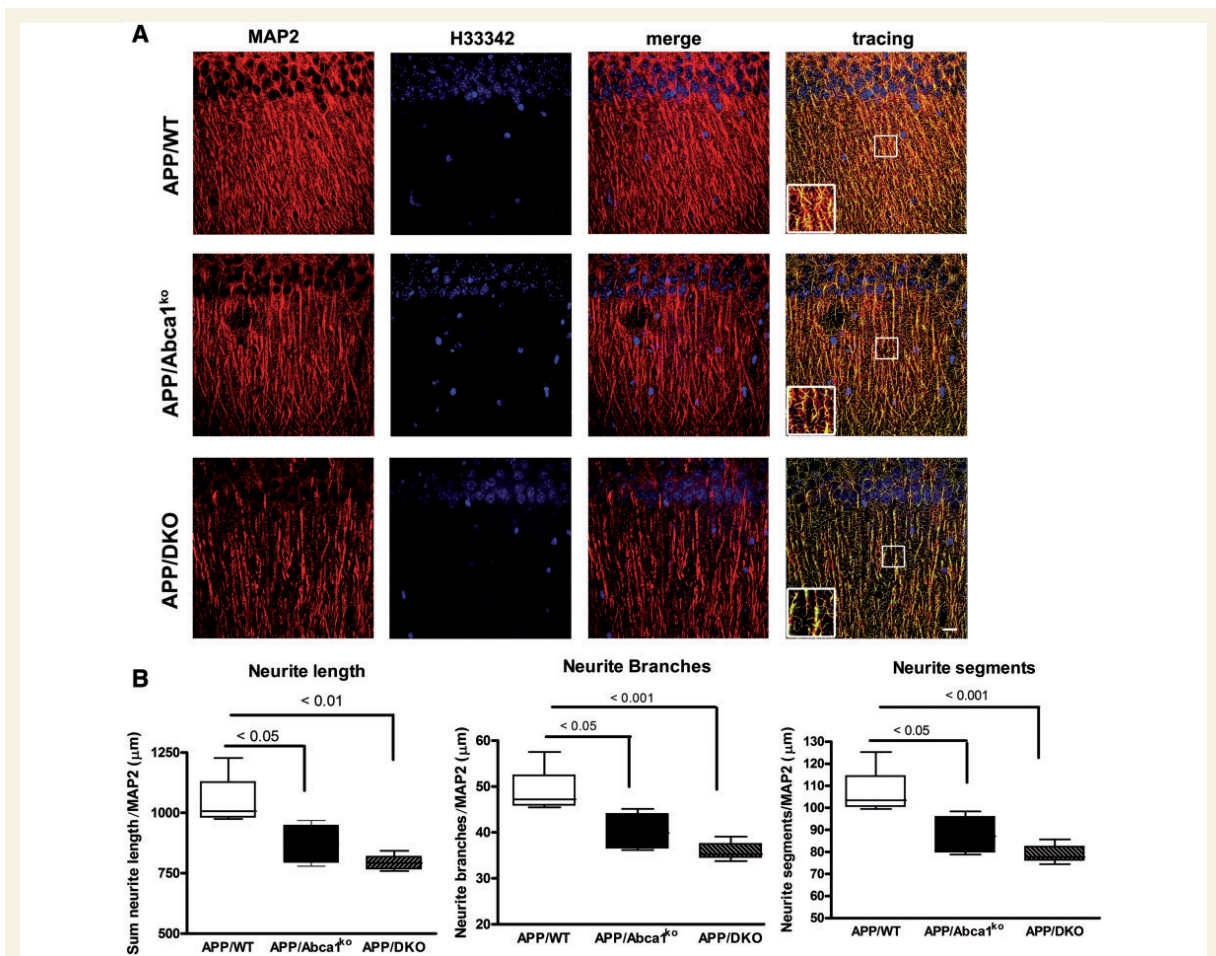 A
MAP2 H33342 merge tracing
APP/WT
APP/Abca1ko
APP/DKO
B
Neurite length
< 0.01
< 0.05
Sum neurite length /MAP2 (µm)
1250
1000
750
500
APP/WT APP/Abca1ko APP/DKO
Neurite Branches
< 0.001
< 0.05
Neurite branches /MAP2 (µm)
60
50
40
30
20
APP/WT APP/Abca1ko APP/DKO
Neurite segments
< 0.001
< 0.05
Neurite segments/MAP2 (µm)
130
120
110
100
90
80
70
60
50
APP/WT APP/Abca1ko APP/DKO